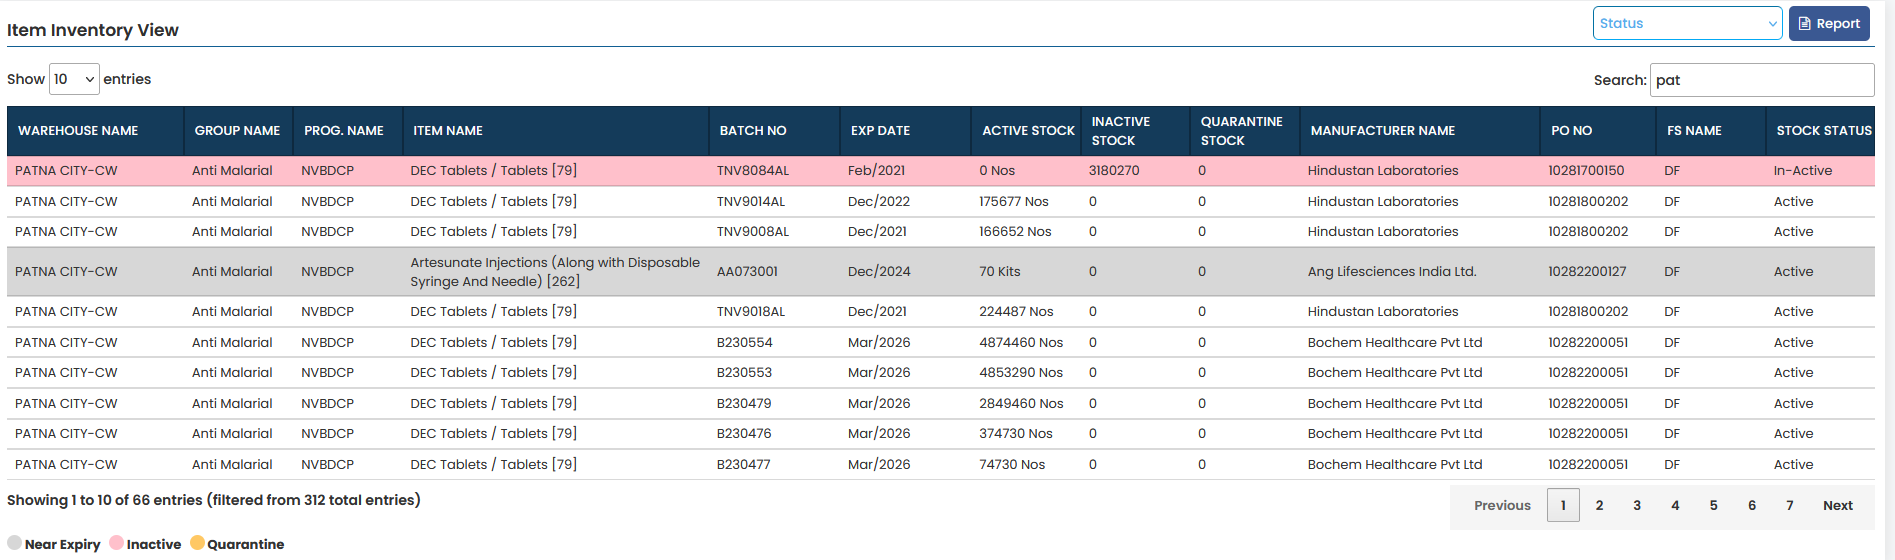 Item Inventory View
Status
Report
Show 10 entries
Search: pat
WAREHOUSE NAME GROUP NAME PROG. NAME ITEM NAME BATCH NO EXP DATE ACTIVE STOCK INACTIVE STOCK QUARANTINE STOCK MANUFACTURER NAME PO NO FS NAME STOCK STATUS
PATNA CITY-CW Anti Malarial NVBDCP DEC Tablets / Tablets [79] TNV8084AL Feb/2021 0 Nos 3180270 0 Hindustan Laboratories 10281700150 DF In-Active
PATNA CITY-CW Anti Malarial NVBDCP DEC Tablets / Tablets [79] TNV9014AL Dec/2022 175677 Nos 0 0 Hindustan Laboratories 10281800202 DF Active
PATNA CITY-CW Anti Malarial NVBDCP DEC Tablets / Tablets [79] TNV9008AL Dec/2021 166652 Nos 0 0 Hindustan Laboratories 10281800202 DF Active
PATNA CITY-CW Anti Malarial NVBDCP Artesunate Injections (Along with Disposable Syringe And Needle) [262] AA073001 Dec/2024 70 Kits 0 0 Ang Lifesciences India Ltd. 10282200127 DF Active
PATNA CITY-CW Anti Malarial NVBDCP DEC Tablets / Tablets [79] TNV9018AL Dec/2021 224487 Nos 0 0 Hindustan Laboratories 10281800202 DF Active
PATNA CITY-CW Anti Malarial NVBDCP DEC Tablets / Tablets [79] B230554 Mar/2026 4874460 Nos 0 0 Bochem Healthcare Pvt Ltd 10282200051 DF Active
PATNA CITY-CW Anti Malarial NVBDCP DEC Tablets / Tablets [79] B230553 Mar/2026 4853290 Nos 0 0 Bochem Healthcare Pvt Ltd 10282200051 DF Active
PATNA CITY-CW Anti Malarial NVBDCP DEC Tablets / Tablets [79] B230479 Mar/2026 2849460 Nos 0 0 Bochem Healthcare Pvt Ltd 10282200051 DF Active
PATNA CITY-CW Anti Malarial NVBDCP DEC Tablets / Tablets [79] B230476 Mar/2026 374730 Nos 0 0 Bochem Healthcare Pvt Ltd 10282200051 DF Active
PATNA CITY-CW Anti Malarial NVBDCP DEC Tablets / Tablets [79] B230477 Mar/2026 74730 Nos 0 0 Bochem Healthcare Pvt Ltd 10282200051 DF Active
Showing 1 to 10 of 66 entries (filtered from 312 total entries)
Previous 1 2 3 4 5 6 7 Next
Near Expiry Inactive Quarantine